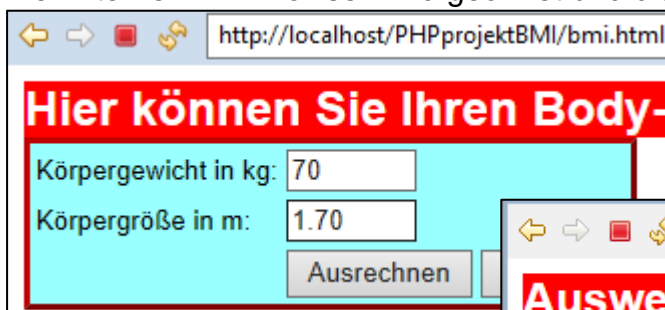 http://localhost/PHPprojektBMI/bmi.html
Hier können Sie Ihren Body-
Körpergewicht in kg: 70
Körpergröße in m: 1.70
Ausrechnen
Auswe